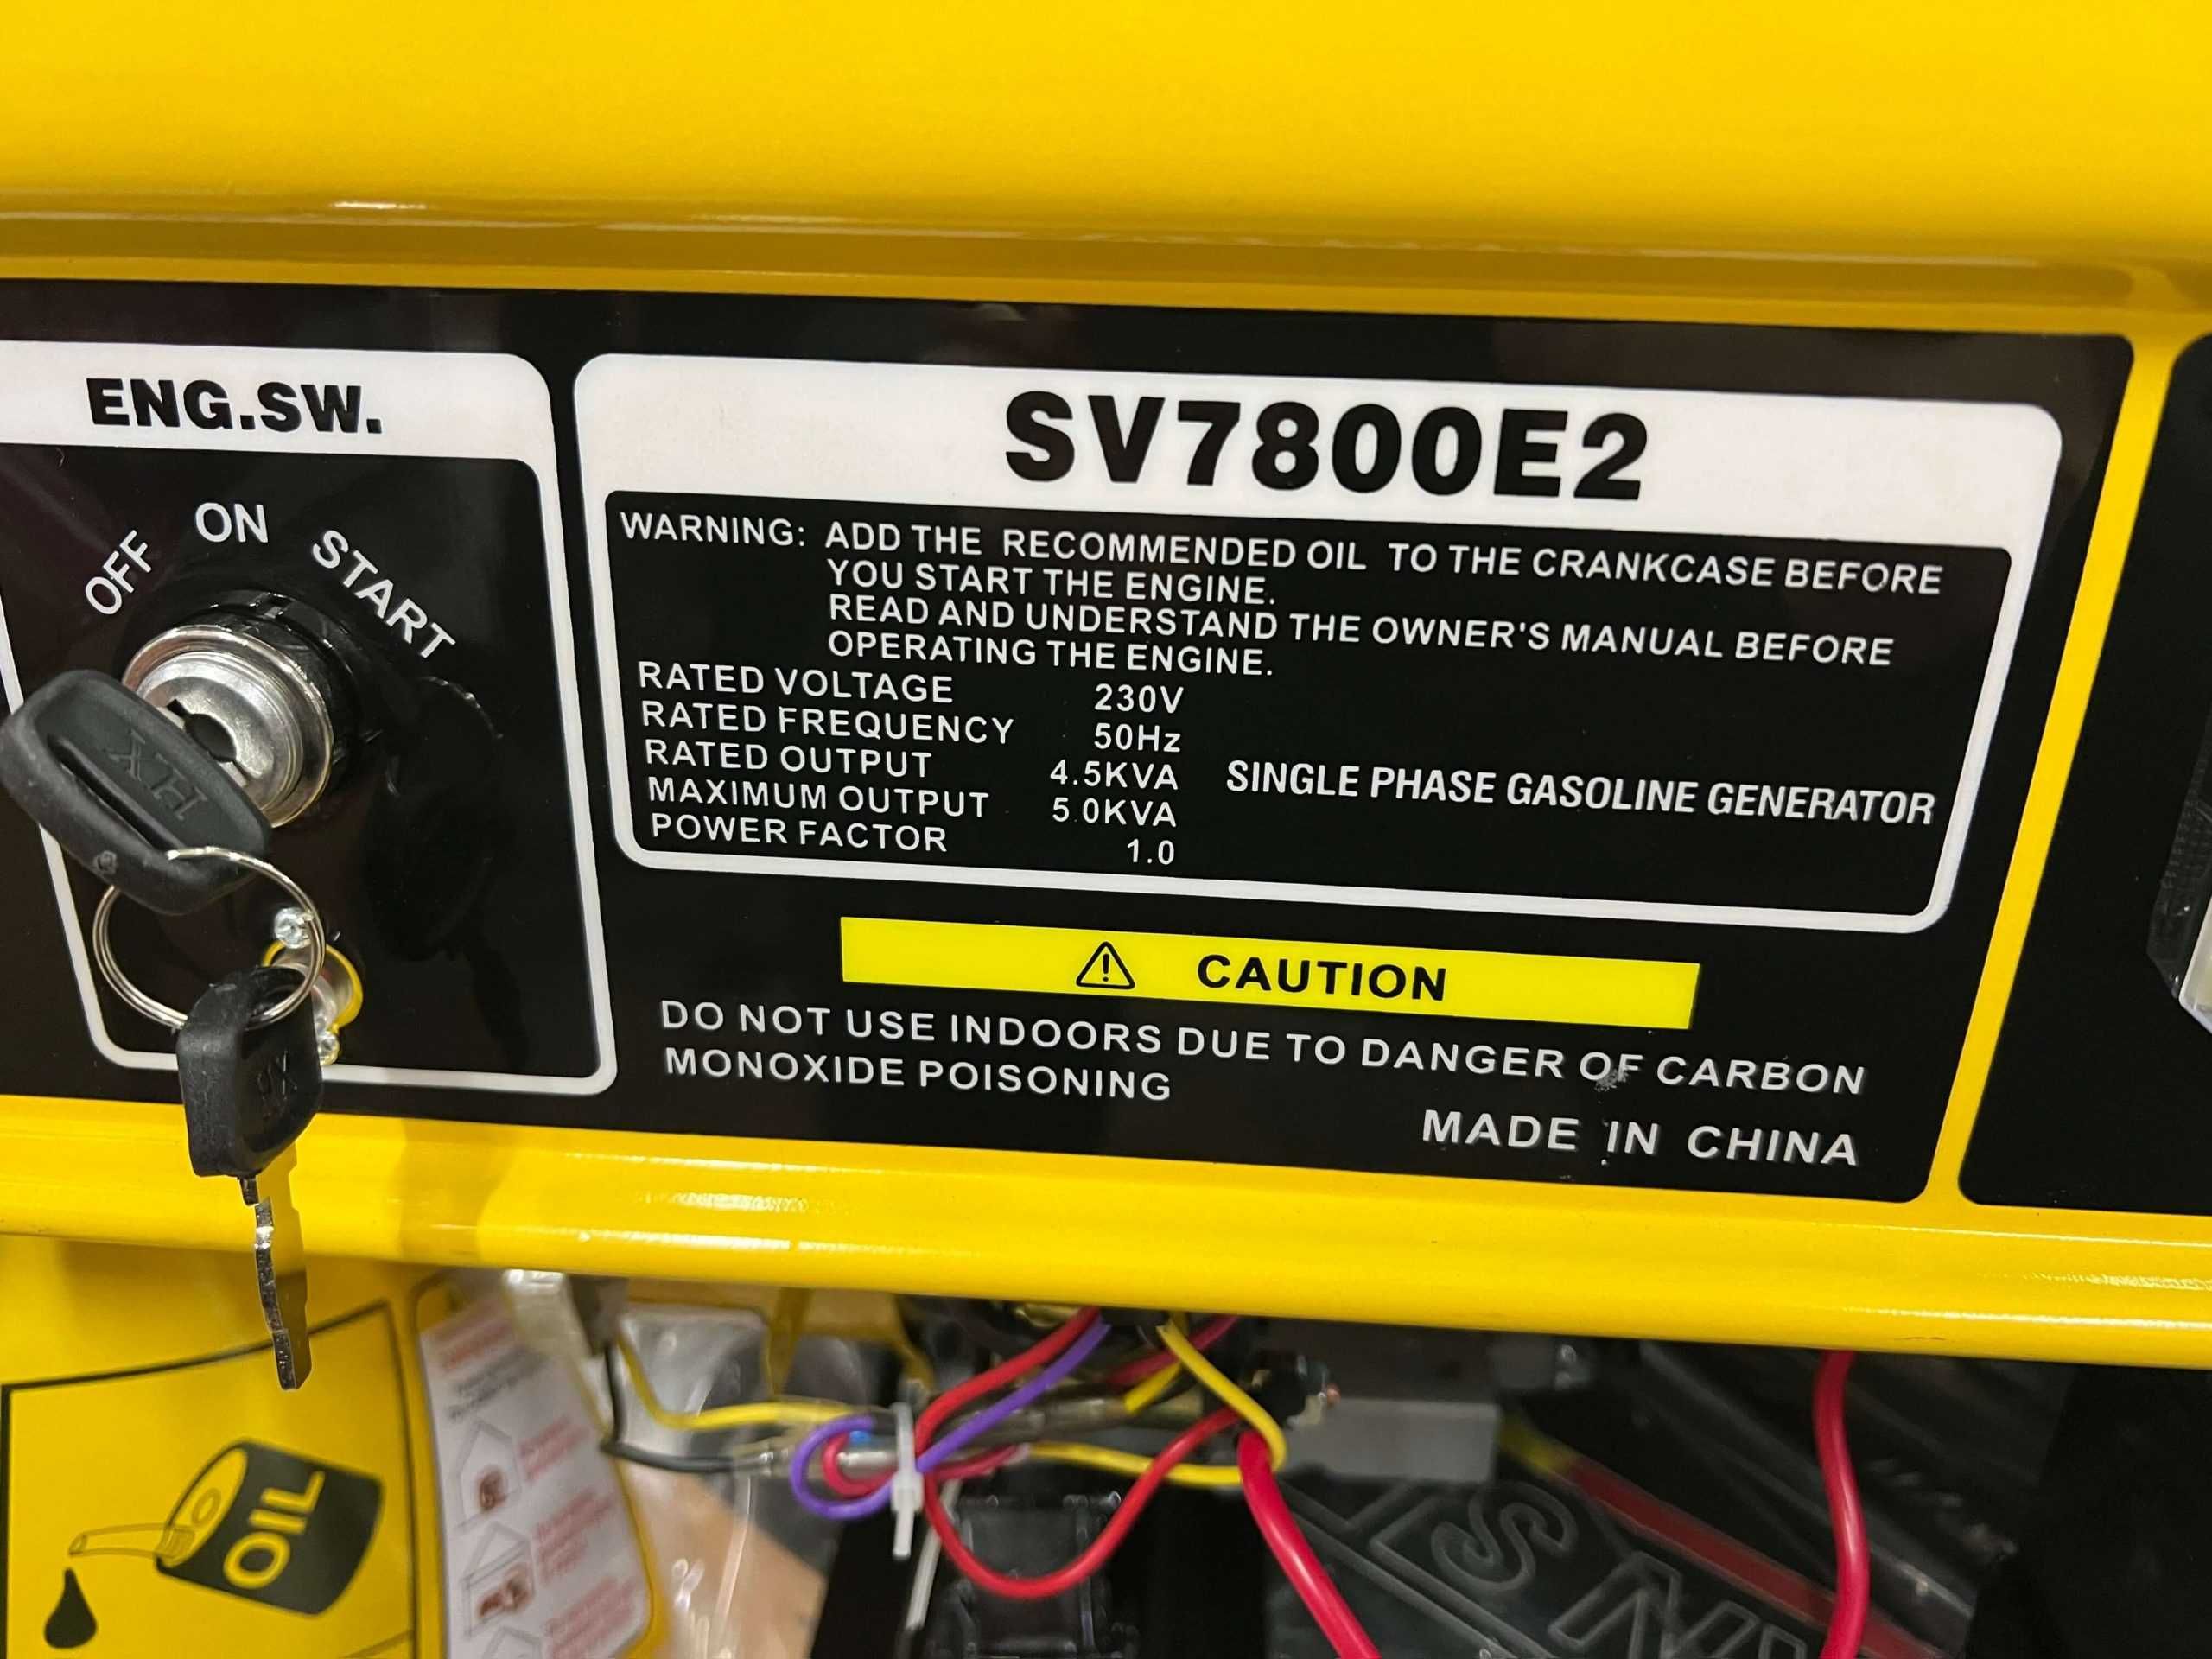 ENG.SW.
OFF ON START
HX
SV7800E2
WARNING: ADD THE RECOMMENDED OIL TO THE CRANKCASE BEFORE
YOU START THE ENGINE.
READ AND UNDERSTAND THE OWNER'S MANUAL BEFORE
OPERATING THE ENGINE.
RATED VOLTAGE 230V
RATED FREQUENCY 50Hz
RATED OUTPUT 4.5KVA SINGLE PHASE GASOLINE GENERATOR
MAXIMUM OUTPUT 5.0KVA
POWER FACTOR 1.0
CAUTION
DO NOT USE INDOORS DUE TO DANGER OF CARBON
MONOXIDE POISONING
MADE IN CHINA
OIL